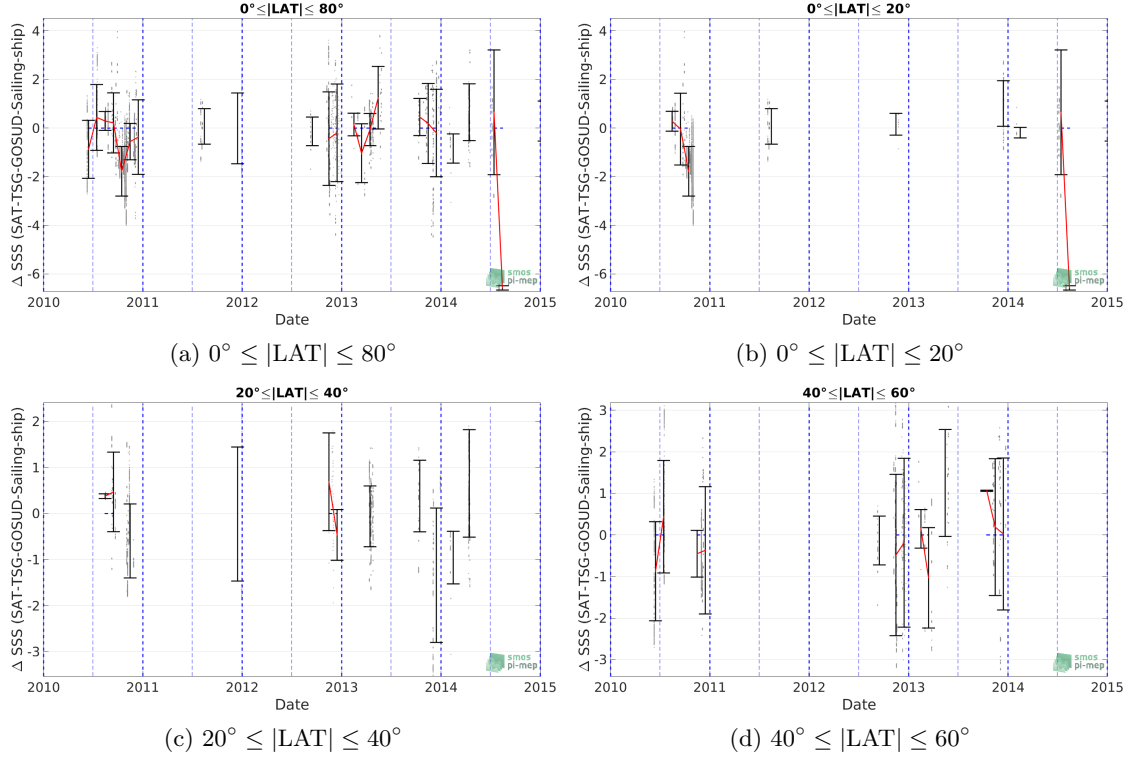 0°≤|LAT|≤ 80°
Δ SSS (SAT-TSG-GOSUD-Sailing-ship)
4
2
0
-2
-4
-6
2010 2011 2012 2013 2014 2015
Date
smos
pi-mep
(a) 0° ≤ |LAT| ≤ 80°
0°≤|LAT|≤ 20°
Δ SSS (SAT-TSG-GOSUD-Sailing-ship)
4
2
0
-2
-4
-6
2010 2011 2012 2013 2014 2015
Date
smos
pi-mep
(b) 0° ≤ |LAT| ≤ 20°
20°≤|LAT|≤ 40°
Δ SSS (SAT-TSG-GOSUD-Sailing-ship)
2
1
0
-1
-2
-3
2010 2011 2012 2013 2014 2015
Date
smos
pi-mep
(c) 20° ≤ |LAT| ≤ 40°
40°≤|LAT|≤ 60°
Δ SSS (SAT-TSG-GOSUD-Sailing-ship)
3
2
1
0
-1
-2
-3
2010 2011 2012 2013 2014 2015
Date
smos
pi-mep
(d) 40° ≤ |LAT| ≤ 60°